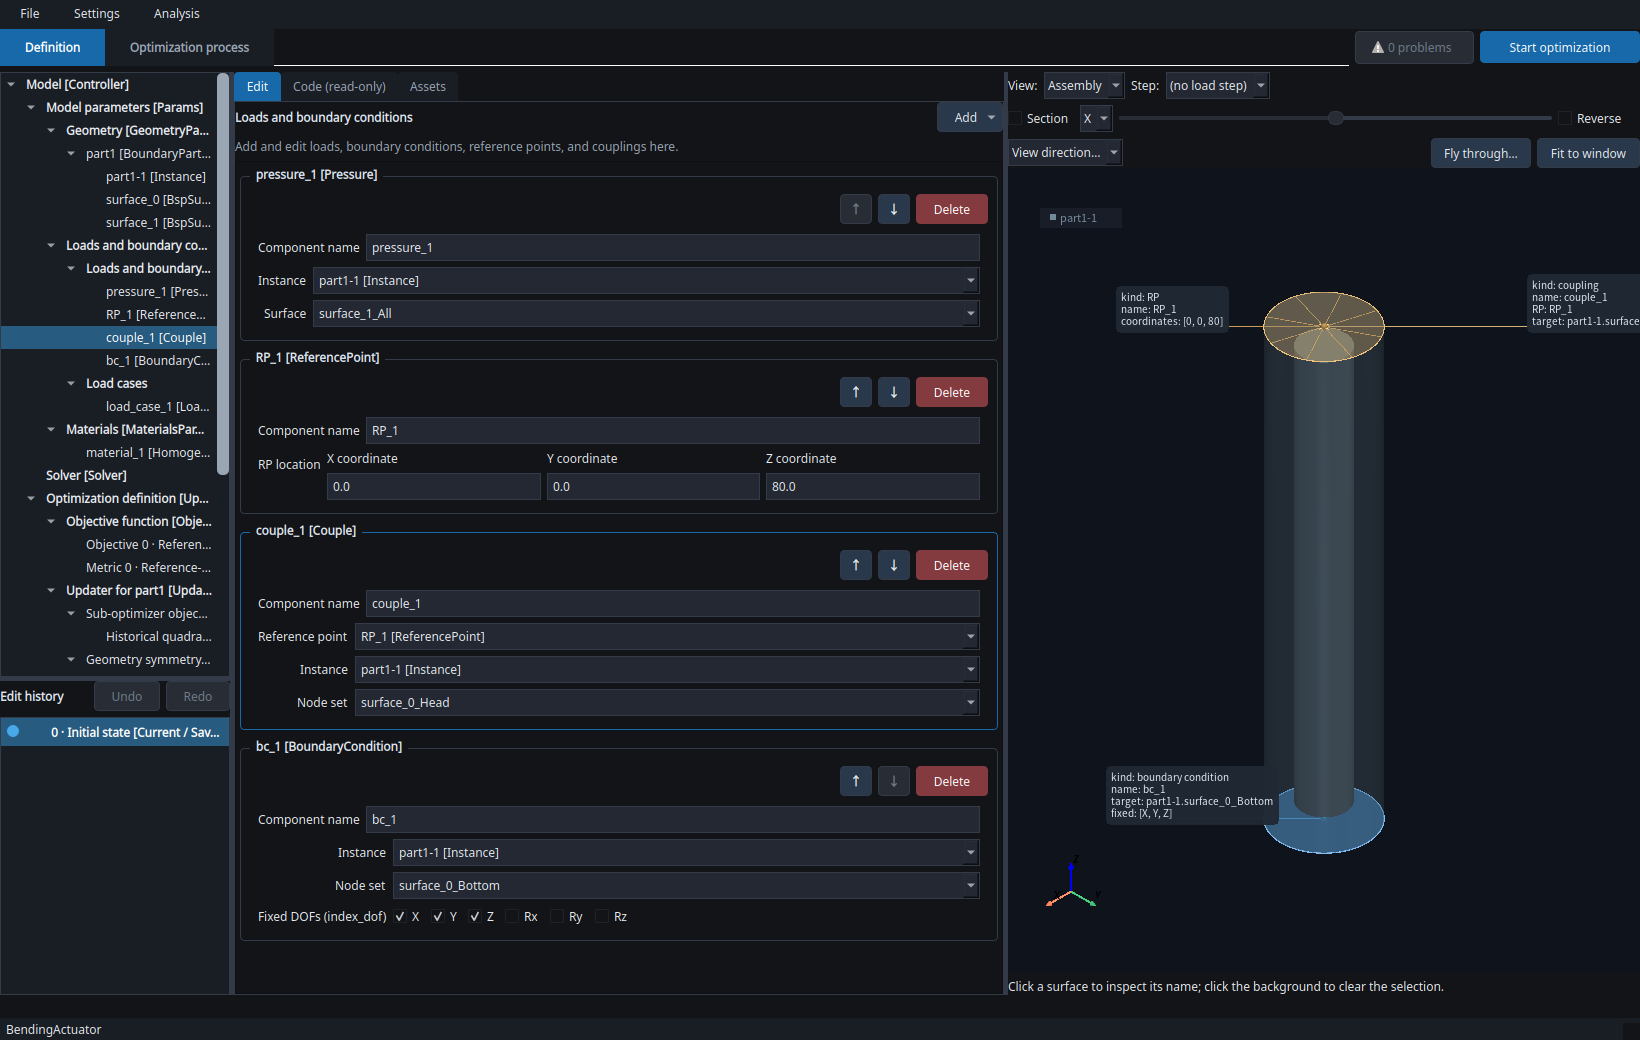 File Settings Analysis
Definition Optimization process 0 problems Start optimization
Model [Controller]
Model parameters [Params]
Geometry [GeometryPa...
part1 [BoundaryPart...
part1-1 [Instance]
surface_0 [BspSu...
surface_1 [BspSu...
Loads and boundary co...
Loads and boundary...
pressure_1 [Pres...
RP_1 [Reference...
couple_1 [Couple]
bc_1 [BoundaryC...
Load cases
load_case_1 [Loa...
Materials [MaterialsPar...
material_1 [Homoge...
Solver [Solver]
Optimization definition [Up...
Objective function [Obje...
Objective 0 · Referen...
Metric 0 · Reference-...
Updater for part1 [Upda...
Sub-optimizer objec...
Historical quadra...
Geometry symmetry...
Edit history Undo Redo
0 · Initial state [Current / Sav...
Edit Code (read-only) Assets
Loads and boundary conditions Add
Add and edit loads, boundary conditions, reference points, and couplings here.
pressure_1 [Pressure]
↑ ↓ Delete
Component name pressure_1
Instance part1-1 [Instance]
Surface surface_1_All
RP_1 [ReferencePoint]
↑ ↓ Delete
Component name RP_1
X coordinate Y coordinate Z coordinate
RP location 0.0 0.0 80.0
couple_1 [Couple]
↑ ↓ Delete
Component name couple_1
Reference point RP_1 [ReferencePoint]
Instance part1-1 [Instance]
Node set surface_0_Head
bc_1 [BoundaryCondition]
↑ ↓ Delete
Component name bc_1
Instance part1-1 [Instance]
Node set surface_0_Bottom
Fixed DOFs (index_dof) X Y Z Rx Ry Rz
View: Assembly Step: (no load step)
Section X Reverse
View direction... Fly through... Fit to window
part1-1
kind: RP
name: RP_1
coordinates: [0, 0, 80]
kind: coupling
name: couple_1
RP: RP_1
target: part1-1.surface
kind: boundary condition
name: bc_1
target: part1-1.surface_0_Bottom
fixed: [X, Y, Z]
Z
Y
Click a surface to inspect its name; click the background to clear the selection.
BendingActuator